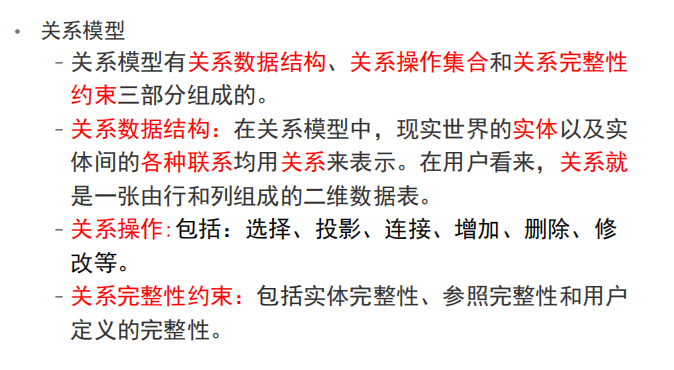 • 关系模型
– 关系模型有关系数据结构、关系操作集合和关系完整性
约束三部分组成的。
– 关系数据结构：在关系模型中，现实世界的实体以及实
体间的各种联系均用关系来表示。在用户看来，关系就
是一张由行和列组成的二维数据表。
– 关系操作:包括：选择、投影、连接、增加、删除、修
改等。
– 关系完整性约束：包括实体完整性、参照完整性和用户
定义的完整性。